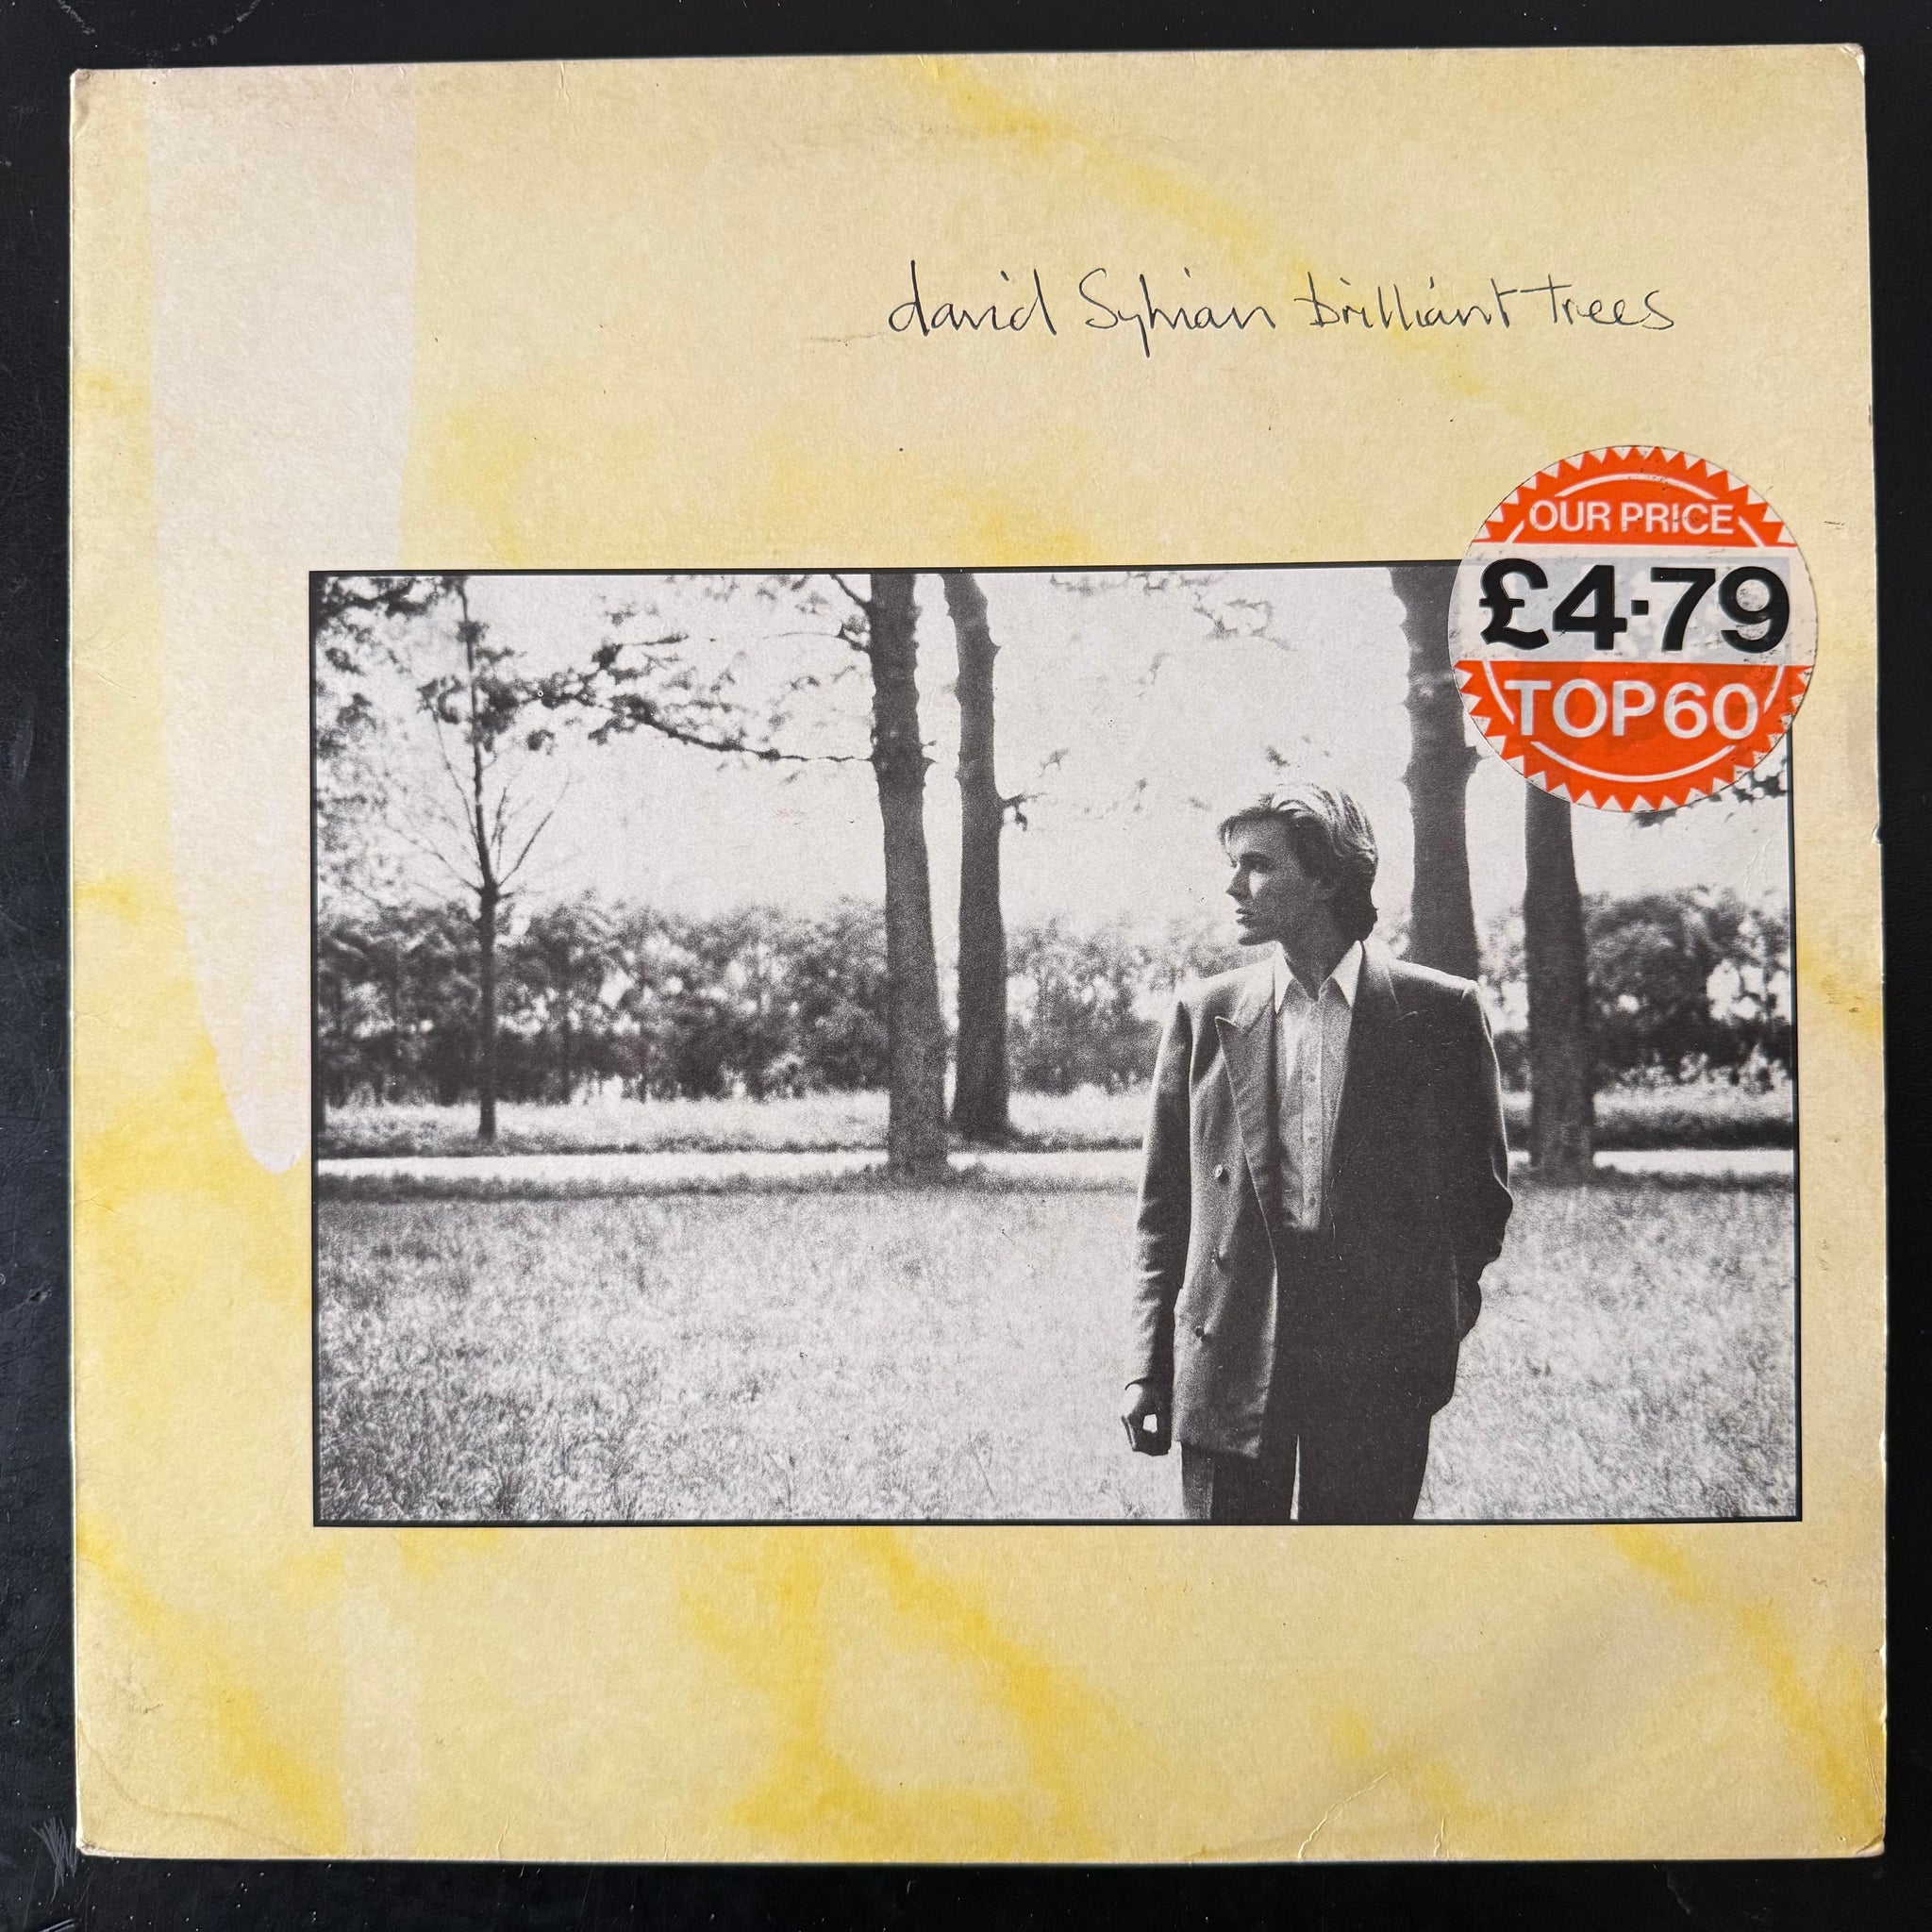 david Sylvian brilliant trees
OUR PRICE
£4·79
TOP 60